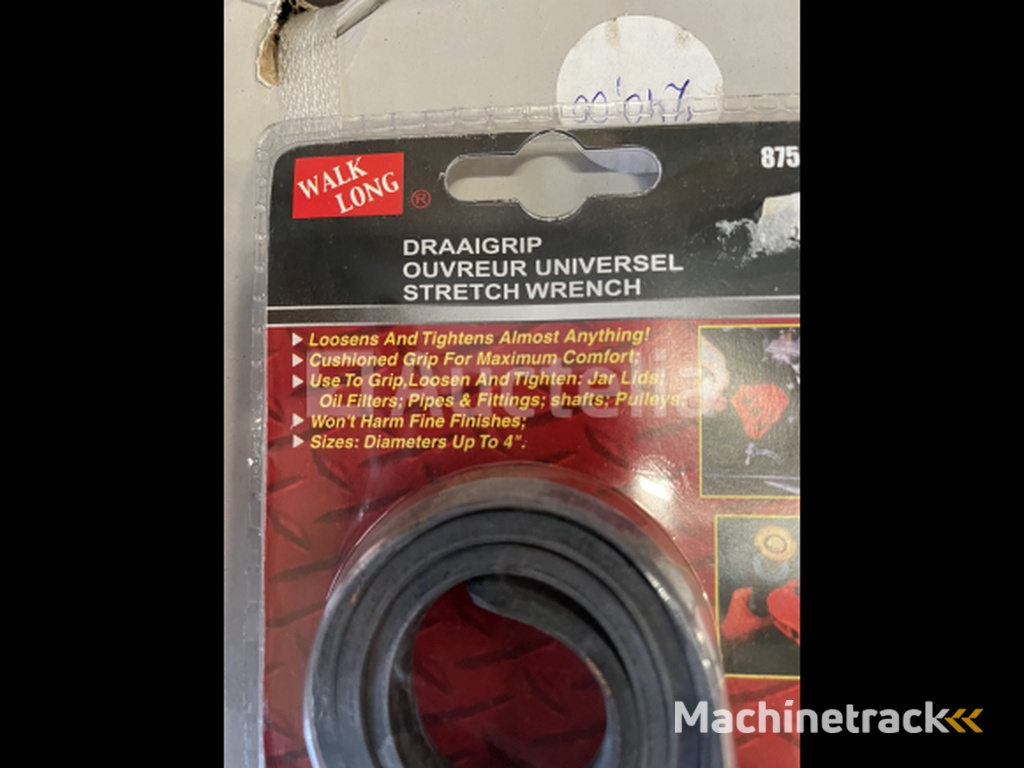 875
WALK
LONG ®
DRAAIGRIP
OUVREUR UNIVERSEL
STRETCH WRENCH
Loosens And Tightens Almost Anything!
Cushioned Grip For Maximum Comfort;
Use To Grip,Loosen And Tighten: Jar Lids;
Oil Filters; Pipes & Fittings; shafts; Pulleys;
Won't Harm Fine Finishes;
Sizes: Diameters Up To 4".
Auctelia
Machinetrack